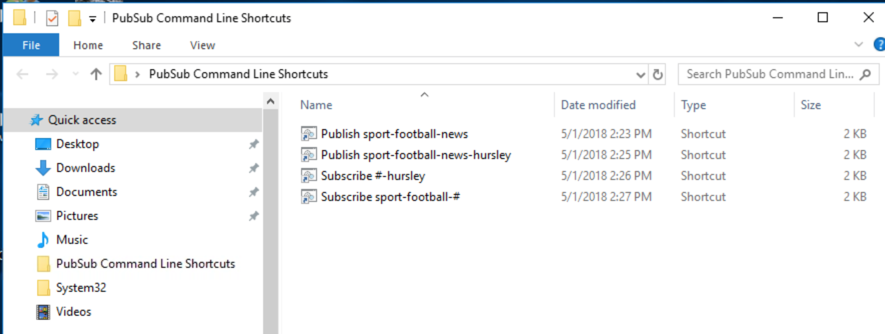 PubSub Command Line Shortcuts
File Home Share View
PubSub Command Line Shortcuts
Search PubSub Command Lin...
Name Date modified Type Size
Quick access
Desktop
Downloads
Documents
Pictures
Music
PubSub Command Line Shortcuts
System32
Videos
Publish sport-football-news 5/1/2018 2:23 PM Shortcut 2 KB
Publish sport-football-news-hursley 5/1/2018 2:25 PM Shortcut 2 KB
Subscribe #-hursley 5/1/2018 2:26 PM Shortcut 2 KB
Subscribe sport-football-# 5/1/2018 2:27 PM Shortcut 2 KB